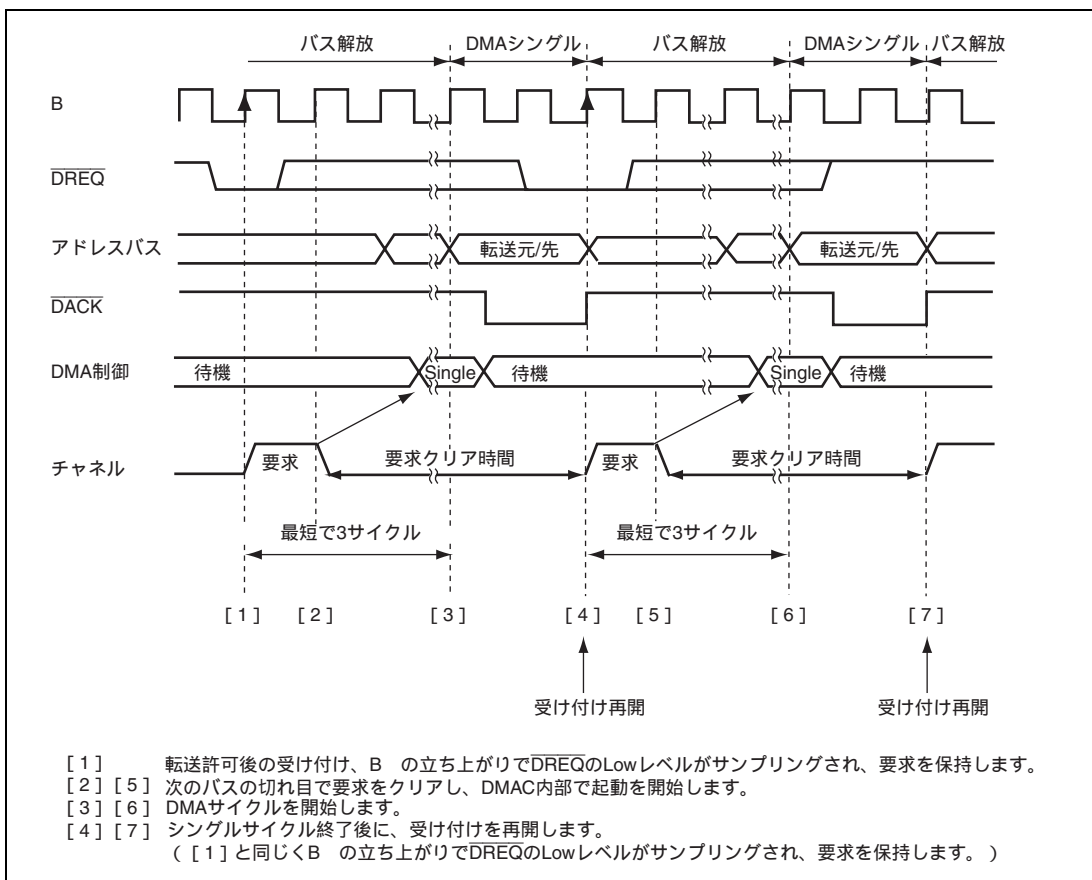 バス解放 DMAシングル バス解放 DMAシングル バス解放
B
DREQ
アドレスバス 転送元/先 転送元/先
DACK
DMA制御 待機 Single 待機 Single 待機
チャネル 要求 要求クリア時間 要求 要求クリア時間
最短で3サイクル 最短で3サイクル
[1] [2] [3] [4] [5] [6] [7]
受け付け再開 受け付け再開
[1] 転送許可後の受け付け、B の立ち上がりでDREQのLowレベルがサンプリングされ、要求を保持します。
[2][5] 次のバスの切れ目で要求をクリアし、DMAC内部で起動を開始します。
[3][6] DMAサイクルを開始します。
[4][7] シングルサイクル終了後に、受け付けを再開します。
([1]と同じくB の立ち上がりでDREQのLowレベルがサンプリングされ、要求を保持します。)